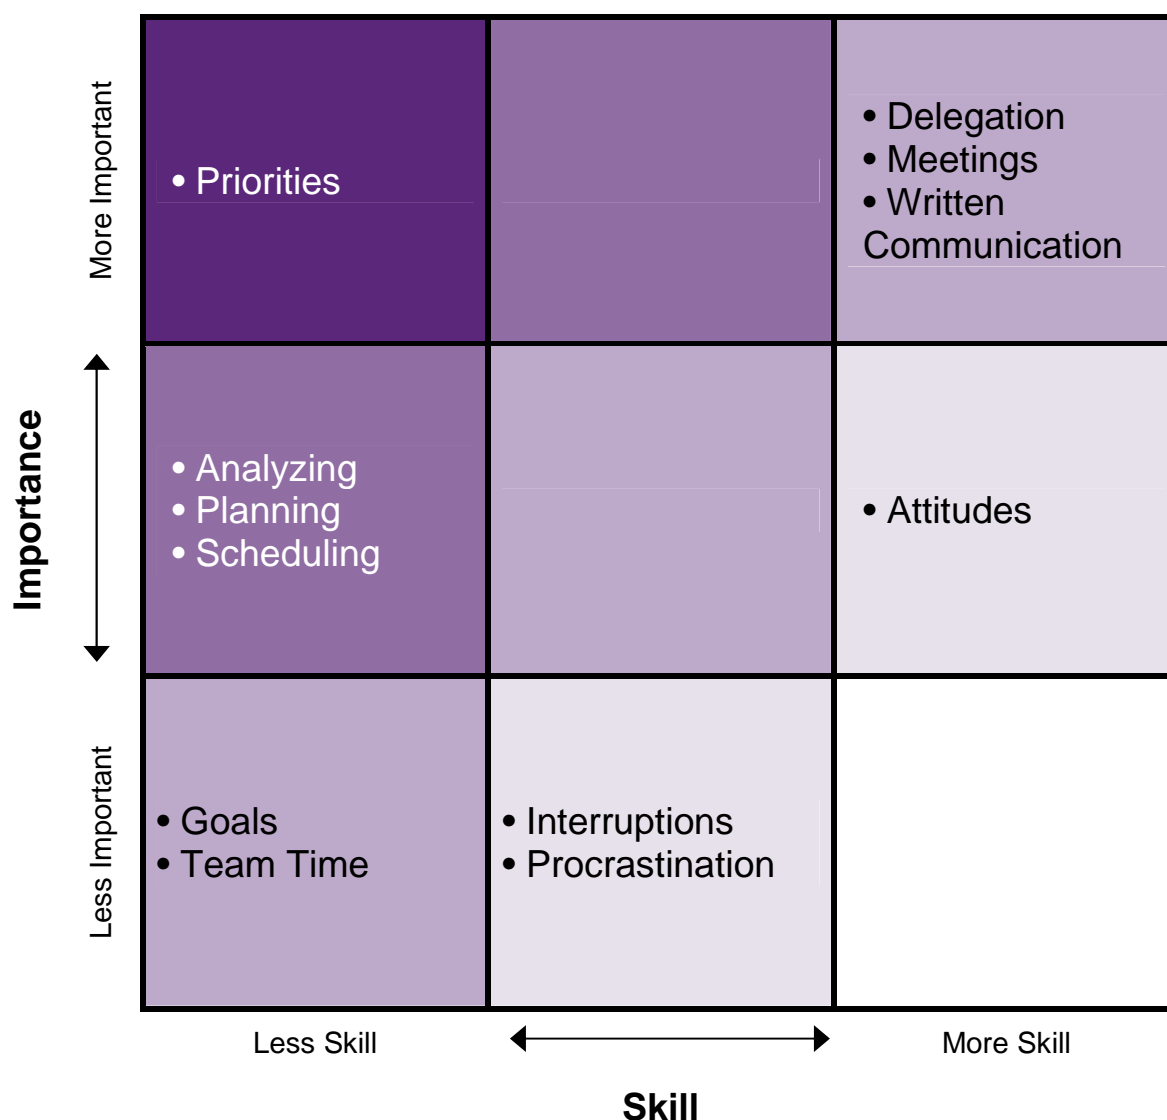 More Important
• Priorities
• Delegation
• Meetings
• Written
Communication
Importance
• Analyzing
• Planning
• Scheduling
• Attitudes
Less Important
• Goals
• Team Time
• Interruptions
• Procrastination
Less Skill
More Skill
Skill